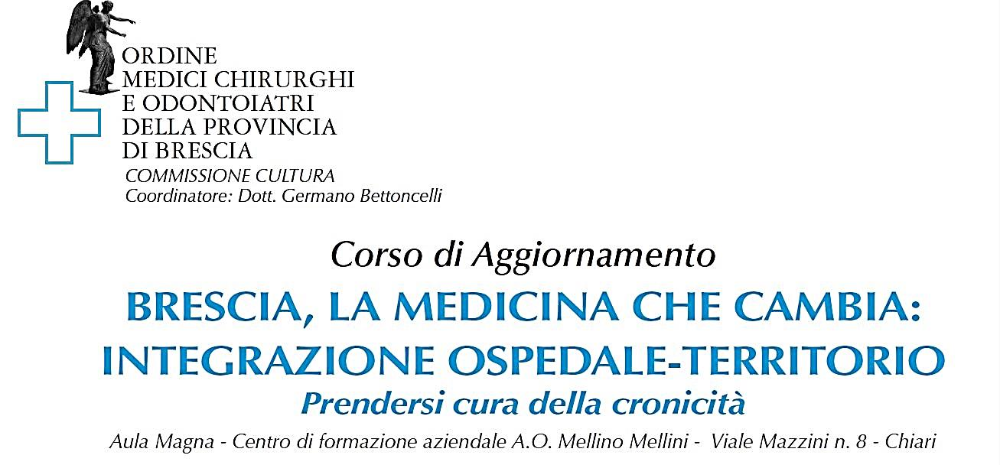 ORDINE
MEDICI CHIRURGHI
E ODONTOIATRI
DELLA PROVINCIA
DI BRESCIA
COMMISSIONE CULTURA
Coordinatore: Dott. Germano Bettoncelli
Corso di Aggiornamento
BRESCIA, LA MEDICINA CHE CAMBIA:
INTEGRAZIONE OSPEDALE-TERRITORIO
Prendersi cura della cronicità
Aula Magna - Centro di formazione aziendale A.O. Mellino Mellini - Viale Mazzini n. 8 - Chiari